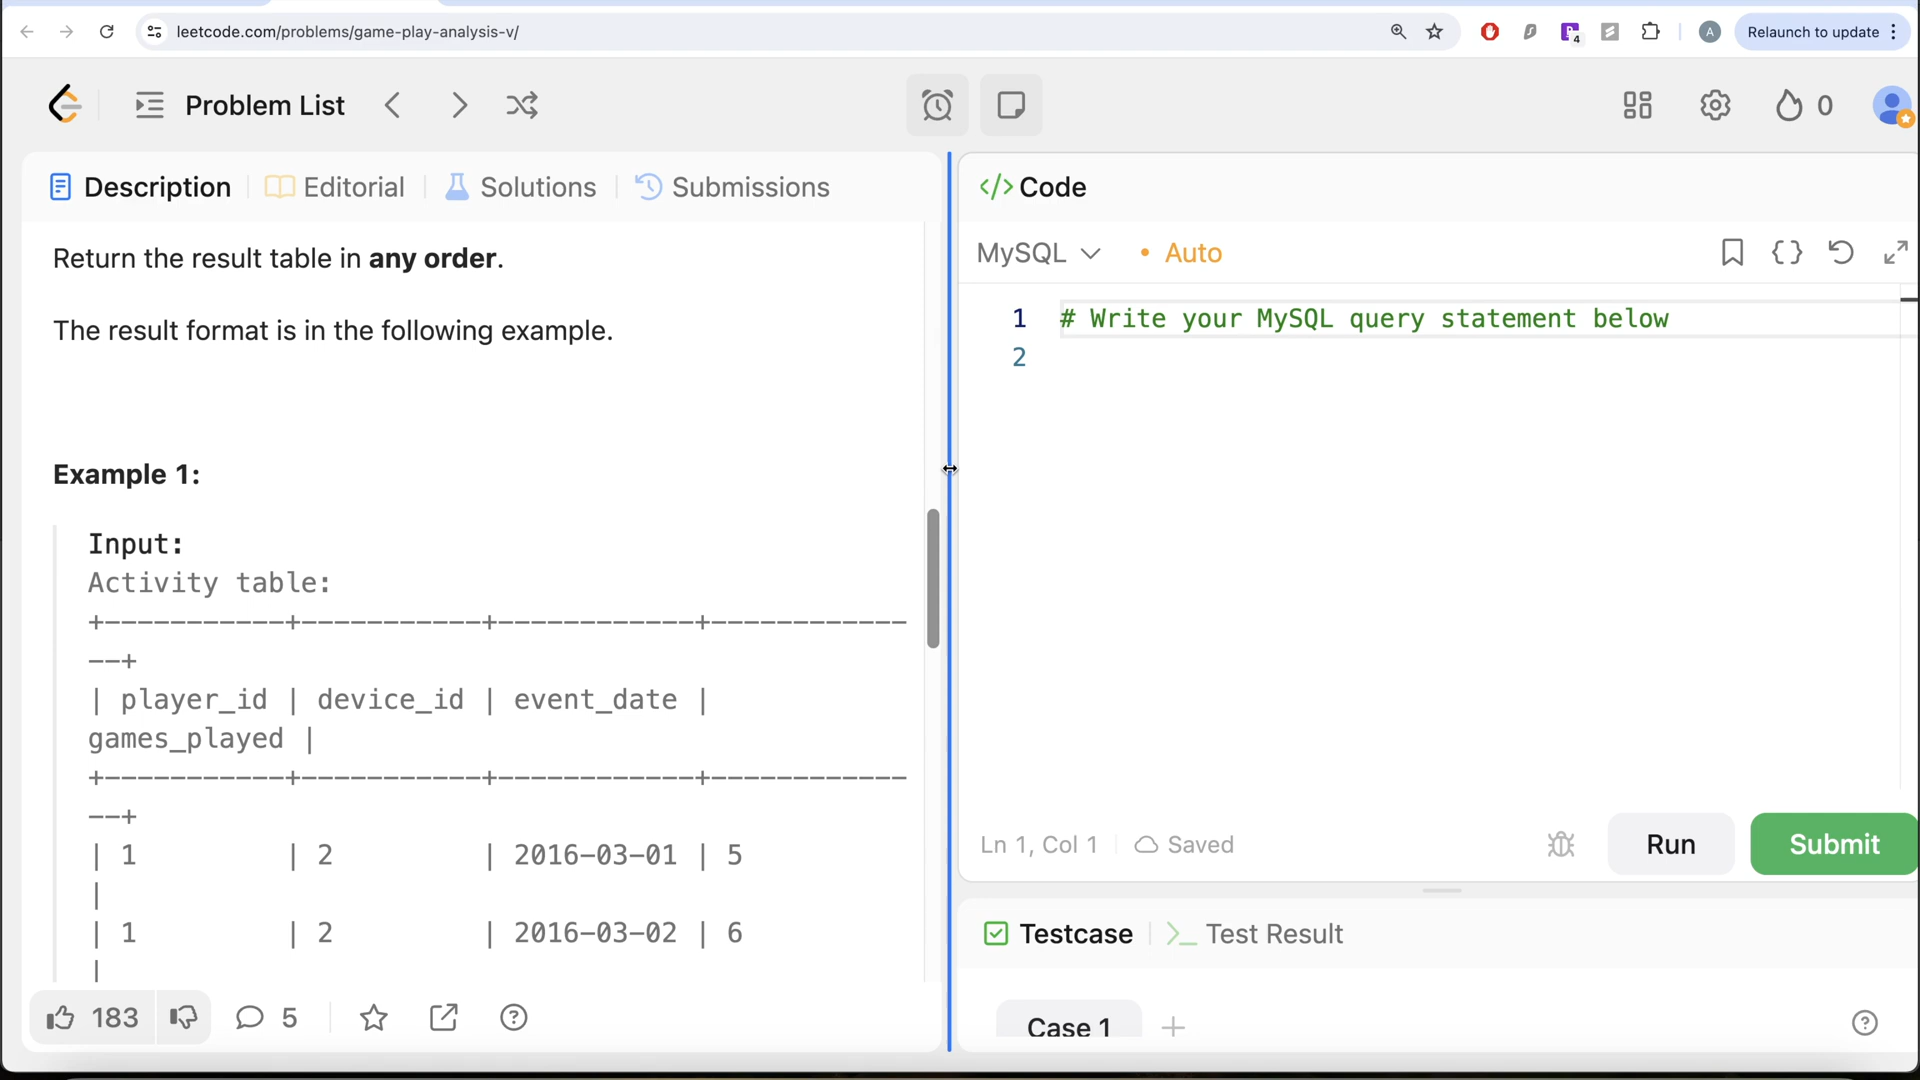 leetcode.com/problems/game-play-analysis-v/
4
A
Relaunch to update
Problem List
0
Description
Editorial
Solutions
Submissions
Return the result table in any order.
The result format is in the following example.
Example 1:
Input:
Activity table:
+-----------+-----------+------------+------------
--+
| player_id | device_id | event_date |
games_played |
+-----------+-----------+------------+------------
--+
| 1         | 2         | 2016-03-01 | 5
|
| 1         | 2         | 2016-03-02 | 6
|
183
5
</> Code
MySQL
• Auto
{}
1 # Write your MySQL query statement below
2
Ln 1, Col 1
Saved
Run
Submit
Testcase
>_ Test Result
Case 1
+